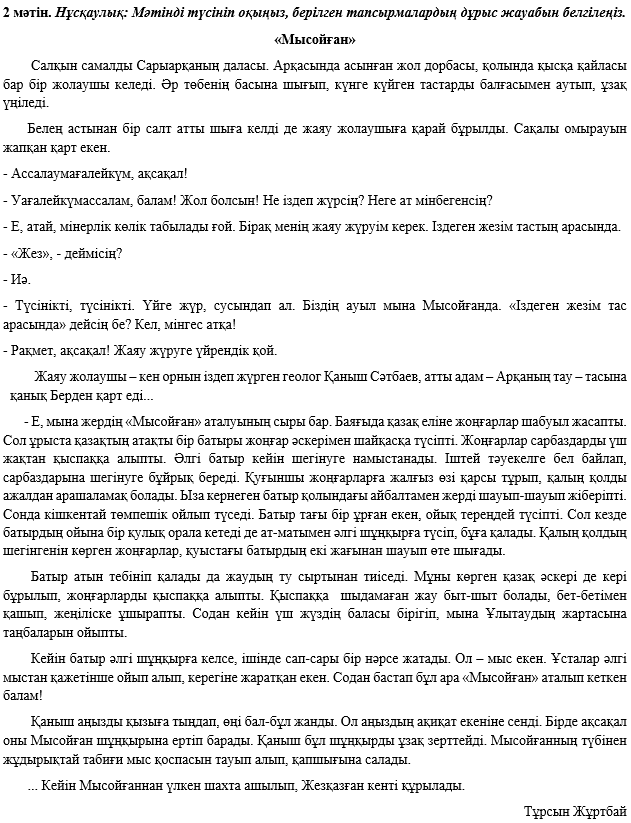 2 мәтін. Нұсқаулық: Мәтінді түсініп оқыңыз, берілген тапсырмалардың дұрыс жауабын белгілеңіз.
«Мысойған»
Салқын самалды Сарыарқаның даласы. Арқасында асынған жол дорбасы, қолында қысқа қайласы
бар бір жолаушы келеді. Әр төбенің басына шығып, күнге күйген тастарды балғасымен аутып, ұзақ
үңіледі.
Белең астынан бір салт атты шыға келді де жаяу жолаушыға қарай бұрылды. Сақалы омырауын
жапқан қарт екен.
- Ассалаумағалейкүм, ақсақал!
- Уағалейкүмассалам, балам! Жол болсын! Не іздеп жүрсің? Неге ат мінбегенсің?
- Е, атай, мінерлік көлік табылады ғой. Бірақ менің жаяу жүруім керек. Іздеген жезім тастың арасында.
- «Жез», - деймісің?
- Иә.
- Түсінікті, түсінікті. Үйге жүр, сусындап ал. Біздің ауыл мына Мысойғанда. «Іздеген жезім тас
арасында» дейсің бе? Кел, мінгес атқа!
- Рақмет, ақсақал! Жаяу жүруге үйрендік қой.
Жаяу жолаушы – кен орнын іздеп жүрген геолог Қаныш Сәтбаев, атты адам – Арқаның тау – тасына
қанық Берден қарт еді...
- Е, мына жердің «Мысойған» аталуының сыры бар. Баяғыда қазақ еліне жоңғарлар шабуыл жасапты.
Сол ұрыста қазақтың атақты бір батыры жоңғар әскерімен шайқасқа түсіпті. Жоңғарлар сарбаздарды үш
жақтан қыспаққа алыпты. Әлгі батыр кейін шегінуге намыстанады. Іштей тәуекелге бел байлап,
сарбаздарына шегінуге бұйрық береді. Қуғыншы жоңғарларға жалғыз өзі қарсы тұрып, қалың қолды
ажалдан арашаламақ болады. Ыза кернеген батыр қолындағы айбалтамен жерді шауып-шауып жіберіпті.
Сонда кішкентай төмпешік ойлып түседі. Батыр тағы бір ұрған екен, ойық тереңдей түсіпті. Сол кезде
батырдың ойына бір қулық орала кетеді де ат-матымен әлгі шұңқырға түсіп, бұға қалады. Қалың қолдың
шегінгенін көрген жоңғарлар, қуыстағы батырдың екі жағынан шауып өте шығады.
Батыр атын тебініп қалады да жаудың ту сыртынан тиіседі. Мұны көрген қазақ әскері де кері
бұрылып, жоңғарларды қыспаққа алыпты. Қыспаққа шыдамаған жау быт-шыт болады, бет-бетімен
қашып, жеңіліске ұшырапты. Содан кейін үш жүздің баласы бірігіп, мына Ұлытаудың жартасына
таңбаларын ойыпты.
Кейін батыр әлгі шұңқырға келсе, ішінде сап-сары бір нәрсе жатады. Ол – мыс екен. Ұсталар әлгі
мыстан қажетінше ойып алып, керегіне жаратқан екен. Содан бастап бұл ара «Мысойған» аталып кеткен
балам!
Қаныш аңызды қызыға тыңдап, өңі бал-бұл жанды. Ол аңыздың ақиқат екеніне сенді. Бірде ақсақал
оны Мысойған шұңқырына ертіп барады. Қаныш бұл шұңқырды ұзақ зерттейді. Мысойғанның түбінен
жұдырықтай табиғи мыс қоспасын тауып алып, қапшығына салады.
... Кейін Мысойғаннан үлкен шахта ашылып, Жезқазған кенті құрылады.
Тұрсын Жұртбай